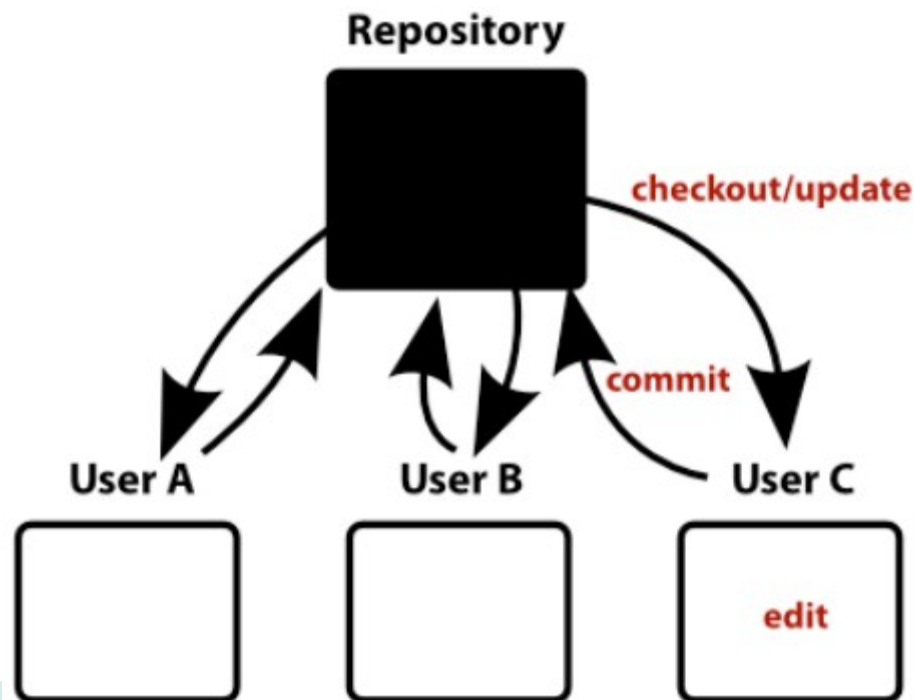 Repository
checkout/update
commit
User A
User B
User C
edit